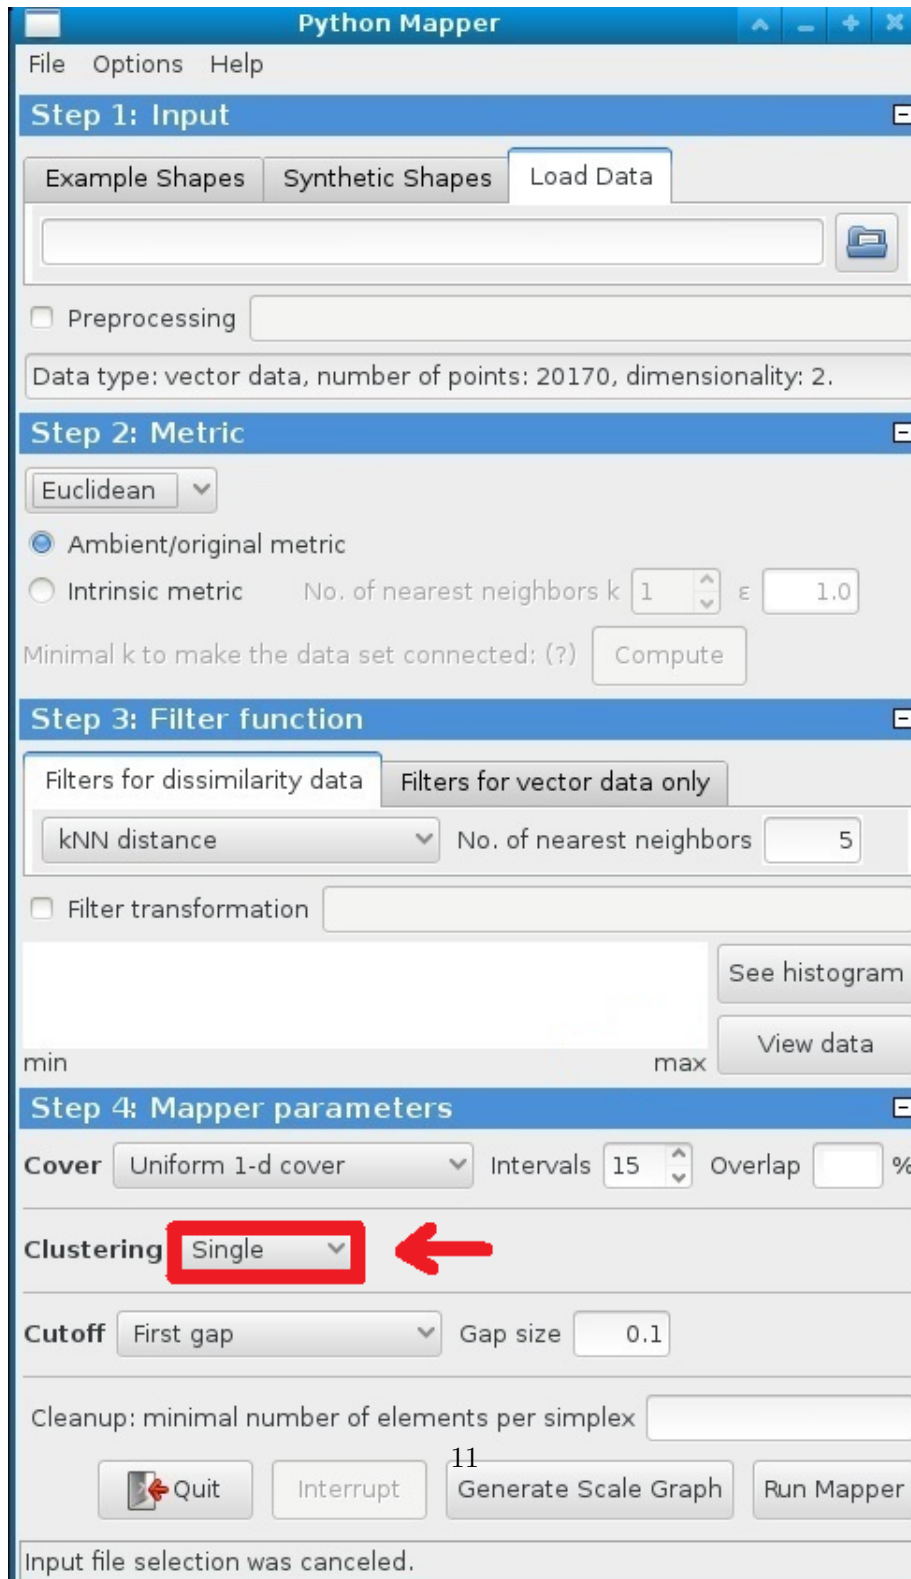 Python Mapper
File Options Help
Step 1: Input
Example Shapes Synthetic Shapes Load Data
Preprocessing
Data type: vector data, number of points: 20170, dimensionality: 2.
Step 2: Metric
Euclidean
Ambient/original metric
Intrinsic metric No. of nearest neighbors k 1 ε 1.0
Minimal k to make the data set connected: (?) Compute
Step 3: Filter function
Filters for dissimilarity data Filters for vector data only
kNN distance No. of nearest neighbors 5
Filter transformation
See histogram
View data
min max
Step 4: Mapper parameters
Cover Uniform 1-d cover Intervals 15 Overlap %
Clustering Single
Cutoff First gap Gap size 0.1
Cleanup: minimal number of elements per simplex
11
Quit Interrupt Generate Scale Graph Run Mapper
Input file selection was canceled.